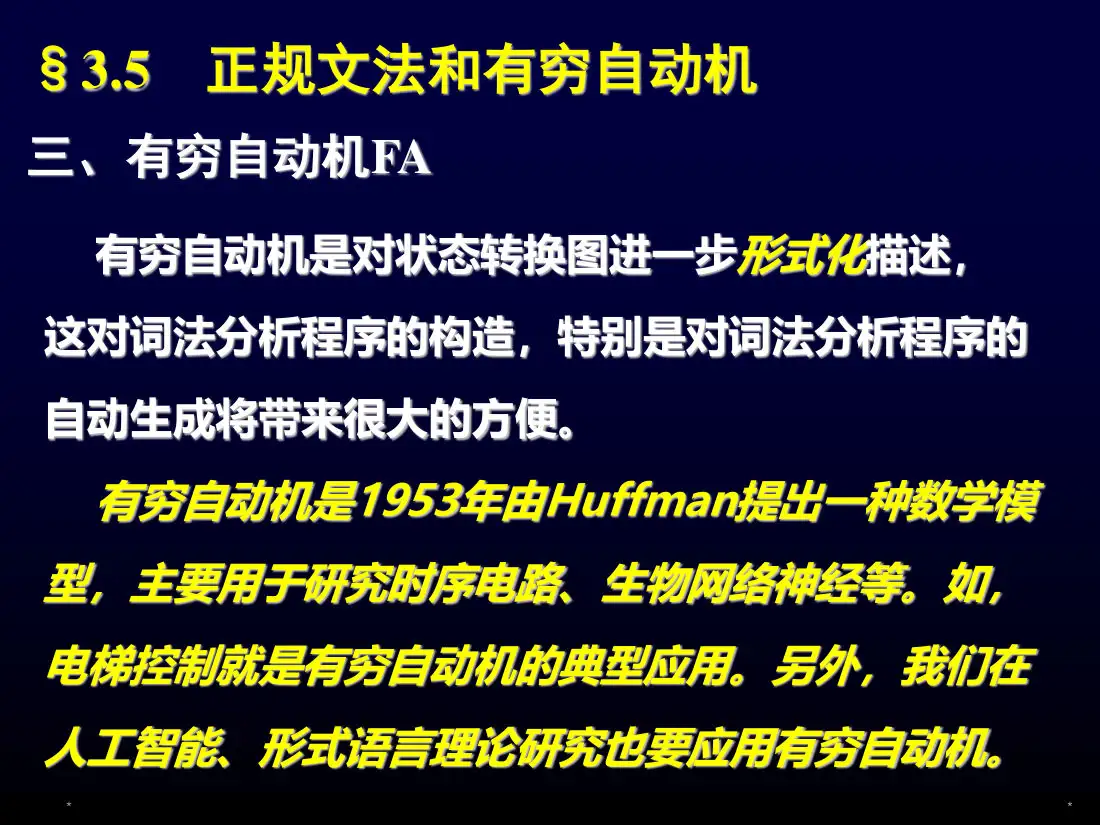 §3.5 正规文法和有穷自动机
三、有穷自动机FA
有穷自动机是对状态转换图进一步形式化描述，
这对词法分析程序的构造，特别是对词法分析程序的
自动生成将带来很大的方便。
有穷自动机是1953年由Huffman提出一种数学模
型，主要用于研究时序电路、生物网络神经等。如，
电梯控制就是有穷自动机的典型应用。另外，我们在
人工智能、形式语言理论研究也要应用有穷自动机。
* *